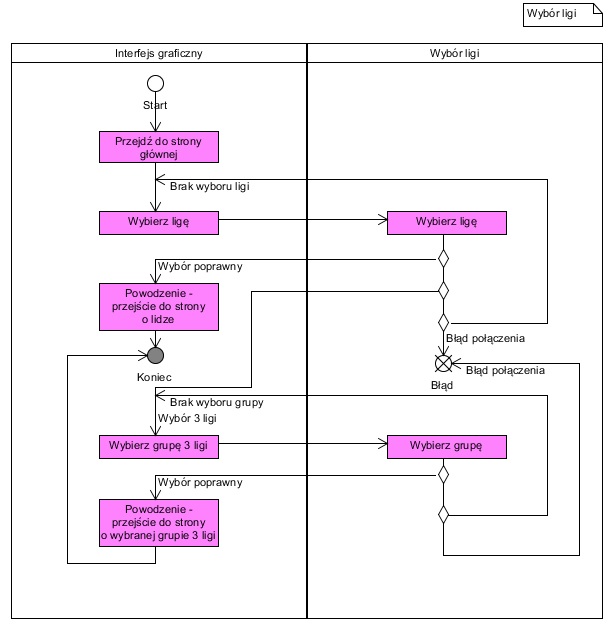 Wybór ligi
Interfejs graficzny
Wybór ligi
Start
Przejdź do strony
głównej
Brak wyboru ligi
Wybierz ligę
Wybierz ligę
Wybór poprawny
Powodzenie -
przejście do strony
o lidze
Błąd połączenia
Koniec
Błąd połączenia
Błąd
Brak wyboru grupy
Wybór 3 ligi
Wybierz grupę 3 ligi
Wybierz grupę
Wybór poprawny
Powodzenie -
przejście do strony
o wybranej grupie 3 ligi